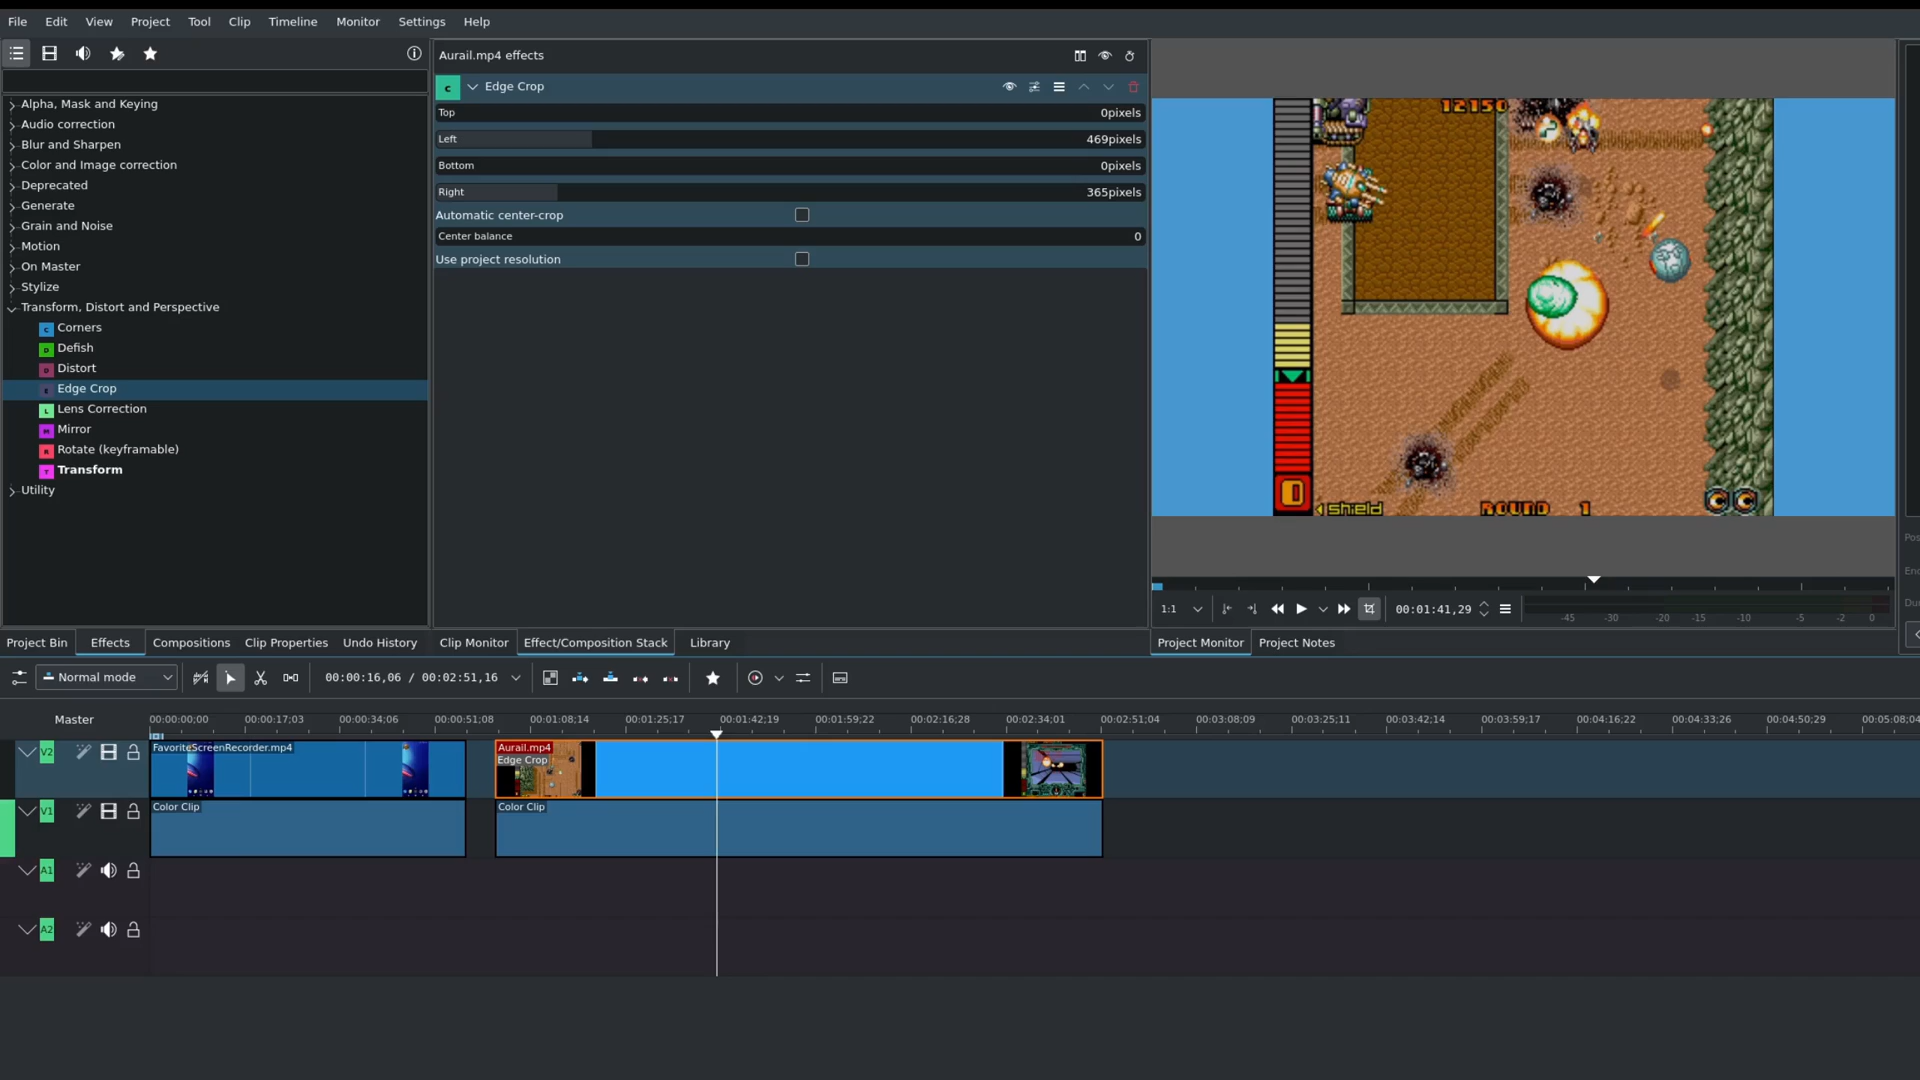 File Edit View Project Tool Clip Timeline Monitor Settings Help
Alpha, Mask and Keying
Audio correction
Blur and Sharpen
Color and Image correction
Deprecated
Generate
Grain and Noise
Motion
On Master
Stylize
Transform, Distort and Perspective
Corners
Defish
Distort
Edge Crop
Lens Correction
Mirror
Rotate (keyframable)
Transform
Utility
Aurail.mp4 effects
Edge Crop
Top 0pixels
Left 469pixels
Bottom 0pixels
Right 365pixels
Automatic center-crop
Center balance 0
Use project resolution
12150
shield ROUND 1
1:1 00:01:41,29
-45 -30 -20 -15 -10 -5 -2 0
Project Bin Effects Compositions Clip Properties Undo History Clip Monitor Effect/Composition Stack Library Project Monitor Project Notes
Normal mode 00:00:16,06 / 00:02:51,16
Master 00:00:00;00 00:00:17;03 00:00:34;06 00:00:51;08 00:01:08;14 00:01:25;17 00:01:42;19 00:01:59;22 00:02:16;28 00:02:34;01 00:02:51;04 00:03:08;09 00:03:25;11 00:03:42;14 00:03:59;17 00:04:16;22 00:04:33;26 00:04:50;29 00:05:08;04
V2 FavoriteScreenRecorder.mp4 Aurail.mp4
Edge Crop
V1 Color Clip Color Clip
A1
A2